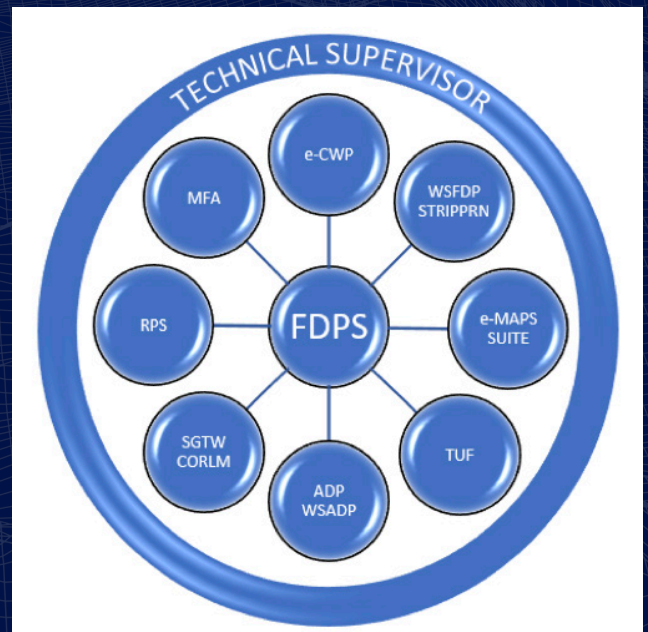 TECHNICAL SUPERVISOR
e-CWP
MFA
WSFDP
STRIPPRN
RPS
FDPS
e-MAPS
SUITE
SGTW
CORLM
TUF
ADP
WSADP